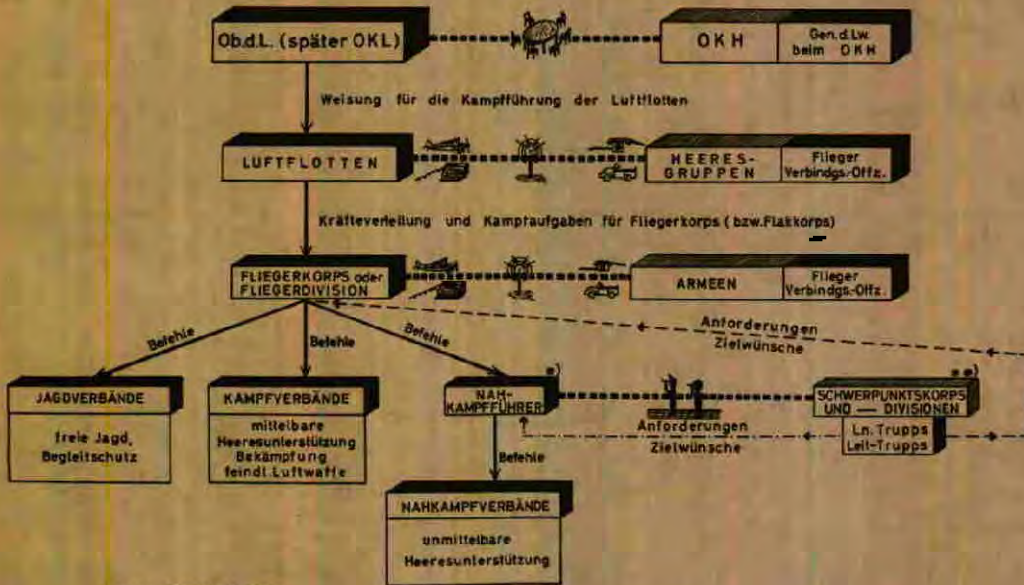 Ob.d.L. (später OKL)
OKH
Gen.d.Lw.
beim OKH
Weisung für die Kampfführung der Luftflotten
LUFTFLOTTEN
HEERES-
GRUPPEN
Flieger
Verbindgs.-Offz.
Kräfteverteilung und Kampfaufgaben für Fliegerkorps (bzw.Flakkorps)
FLIEGERKORPS oder
FLIEGERDIVISION
ARMEEN
Flieger
Verbindgs.-Offz.
Anforderungen
Zielwünsche
Befehle
Befehle
Befehle
JAGDVERBÄNDE
freie Jagd,
Begleitschutz
KAMPFVERBÄNDE
mittelbare
Heeresunterstützung
Bekämpfung
feindl. Luftwaffe
*)
NAH-
KAMPFFÜHRER
**)
SCHWERPUNKTSKORPS
UND — DIVISIONEN
Anforderungen
Zielwünsche
Ln. Trupps
Leit-Trupps
Befehle
NAHKAMPFVERBÄNDE
unmittelbare
Heeresunterstützung